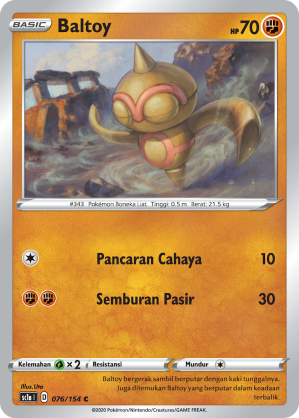 BASIC Baltoy HP70
#343 Pokémon Boneka Liat Tinggi: 0.5 m Berat: 21.5 kg
Pancaran Cahaya 10
Semburan Pasir 30
Kelemahan ×2 Resistansi Mundur
Illus.Uta
sc1a I D 076/154 C
Baltoy bergerak sambil berputar dengan kaki tunggalnya.
Juga ditemukan Baltoy yang berputar dalam keadaan
terbalik.
©2020 Pokémon/Nintendo/Creatures/GAME FREAK.